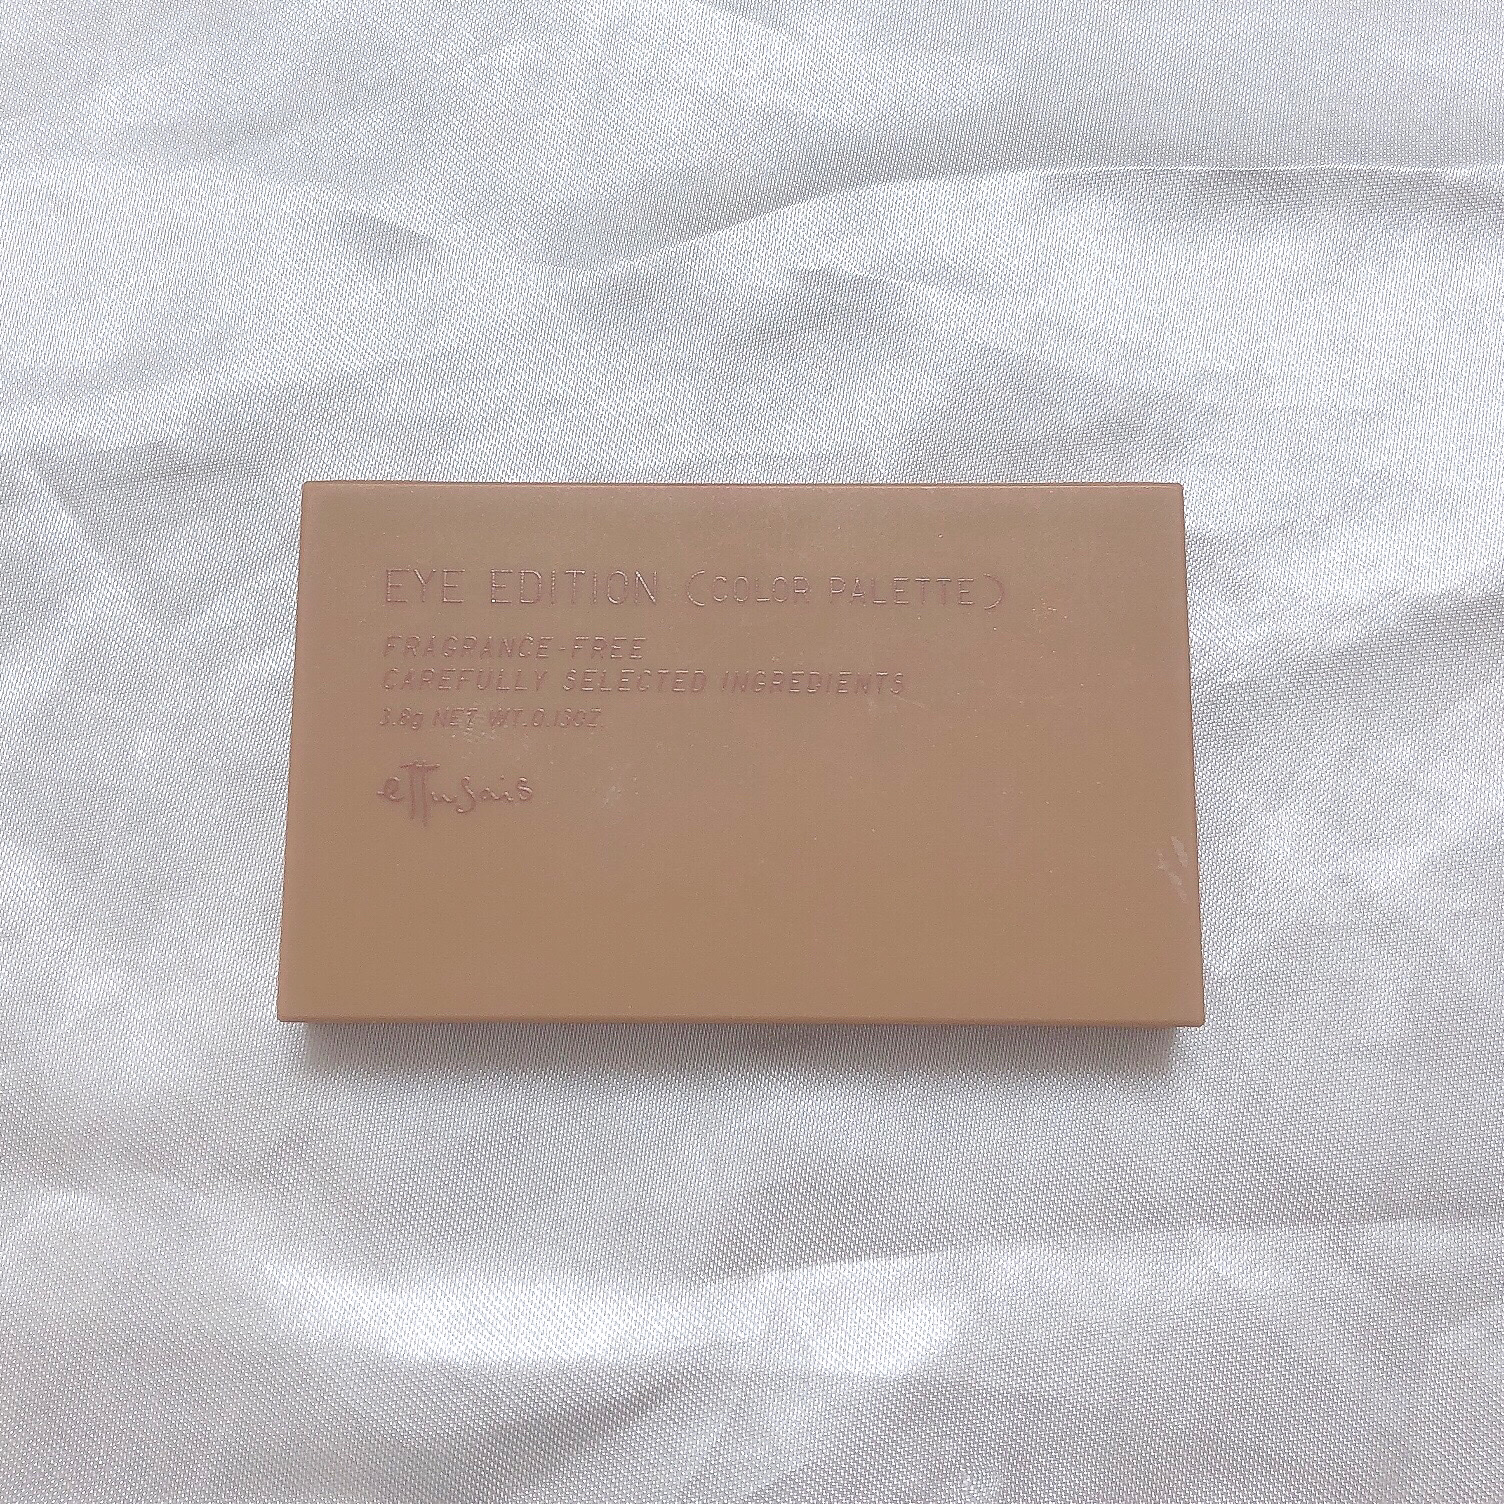 EYE EDITION (COLOR PALETTE)
FRAGRANCE-FREE
CAREFULLY SELECTED INGREDIENTS
3.8g NET WT.0.13OZ.
ettusais